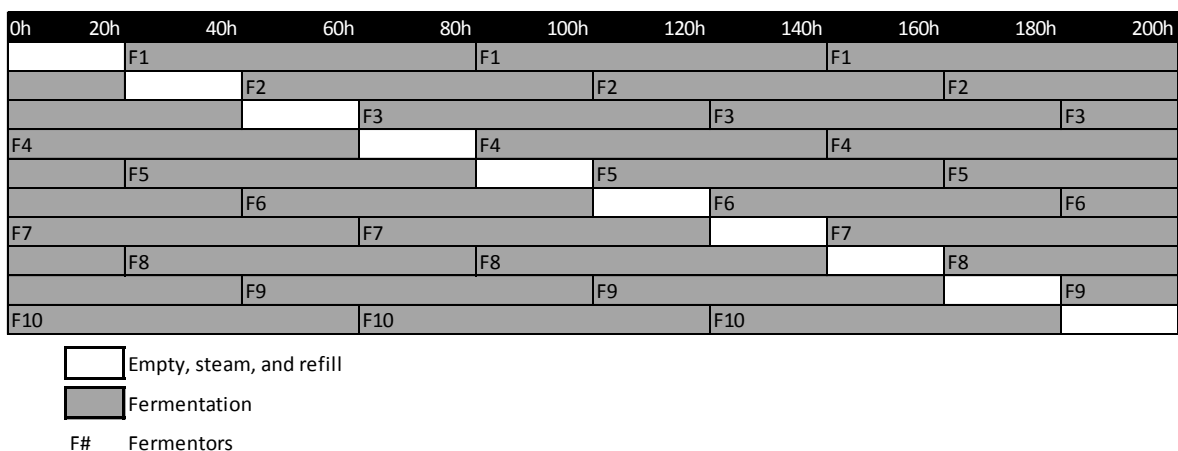 0h 20h 40h 60h 80h 100h 120h 140h 160h 180h 200h
F1 F1 F1
F2 F2 F2
F3 F3 F3
F4 F4 F4
F5 F5 F5
F6 F6 F6
F7 F7 F7
F8 F8 F8
F9 F9 F9
F10 F10 F10
Empty, steam, and refill
Fermentation
F# Fermentors